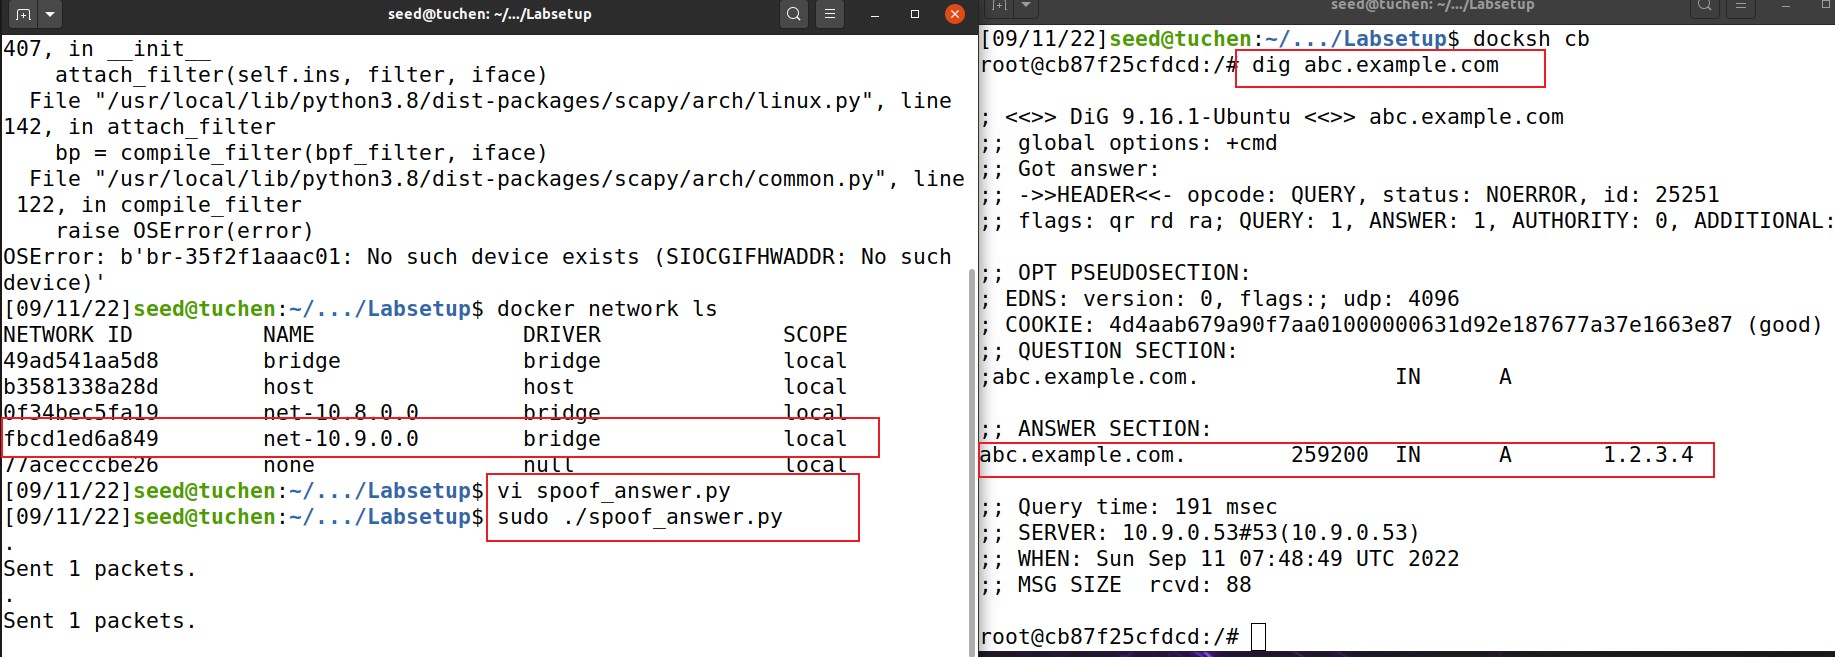 seed@tuchen: ~/.../Labsetup
407, in __init__
    attach_filter(self.ins, filter, iface)
  File "/usr/local/lib/python3.8/dist-packages/scapy/arch/linux.py", line
142, in attach_filter
    bp = compile_filter(bpf_filter, iface)
  File "/usr/local/lib/python3.8/dist-packages/scapy/arch/common.py", line
 122, in compile_filter
    raise OSError(error)
OSError: b'br-35f2f1aaac01: No such device exists (SIOCGIFHWADDR: No such
device)'
[09/11/22]seed@tuchen:~/.../Labsetup$ docker network ls
NETWORK ID          NAME                DRIVER              SCOPE
49ad541aa5d8        bridge              bridge              local
b3581338a28d        host                host                local
0f34bec5fa19        net-10.8.0.0        bridge              local
fbcd1ed6a849        net-10.9.0.0        bridge              local
77acecccbe26        none                null                local
[09/11/22]seed@tuchen:~/.../Labsetup$ vi spoof_answer.py
[09/11/22]seed@tuchen:~/.../Labsetup$ sudo ./spoof_answer.py
.
Sent 1 packets.
.
Sent 1 packets.
seed@tuchen: ~/.../Labsetup
[09/11/22]seed@tuchen:~/.../Labsetup$ docksh cb
root@cb87f25cfdcd:/# dig abc.example.com

; <<>> DiG 9.16.1-Ubuntu <<>> abc.example.com
;; global options: +cmd
;; Got answer:
;; ->>HEADER<<- opcode: QUERY, status: NOERROR, id: 25251
;; flags: qr rd ra; QUERY: 1, ANSWER: 1, AUTHORITY: 0, ADDITIONAL:

;; OPT PSEUDOSECTION:
; EDNS: version: 0, flags:; udp: 4096
; COOKIE: 4d4aab679a90f7aa01000000631d92e187677a37e1663e87 (good)
;; QUESTION SECTION:
;abc.example.com.               IN      A

;; ANSWER SECTION:
abc.example.com.        259200  IN      A       1.2.3.4

;; Query time: 191 msec
;; SERVER: 10.9.0.53#53(10.9.0.53)
;; WHEN: Sun Sep 11 07:48:49 UTC 2022
;; MSG SIZE  rcvd: 88

root@cb87f25cfdcd:/#